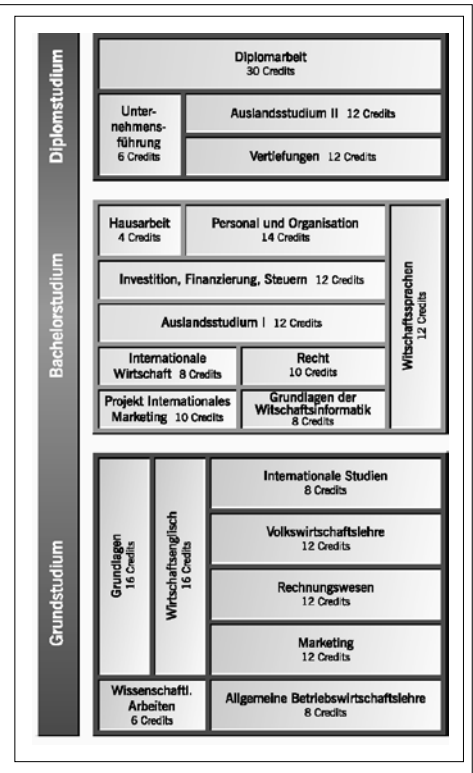 Diplomstudium
Diplomarbeit
30 Credits
Unter-
nehmens-
führung
6 Credits
Auslandsstudium II 12 Credits
Vertiefungen 12 Credits
Bachelorstudium
Hausarbeit
4 Credits
Personal und Organisation
14 Credits
Investition, Finanzierung, Steuern 12 Credits
Auslandsstudium I 12 Credits
Internationale
Wirtschaft 8 Credits
Recht
10 Credits
Projekt Internationales
Marketing 10 Credits
Grundlagen der
Witschaftsinformatik
8 Credits
Witschaftssprachen
12 Credits
Grundstudium
Grundlagen
16 Credits
Wirtschaftsenglisch
16 Credits
Internationale Studien
8 Credits
Volkswirtschaftslehre
12 Credits
Rechnungswesen
12 Credits
Marketing
12 Credits
Wissenschaftl.
Arbeiten
6 Credits
Allgemeine Betriebswirtschaftslehre
8 Credits